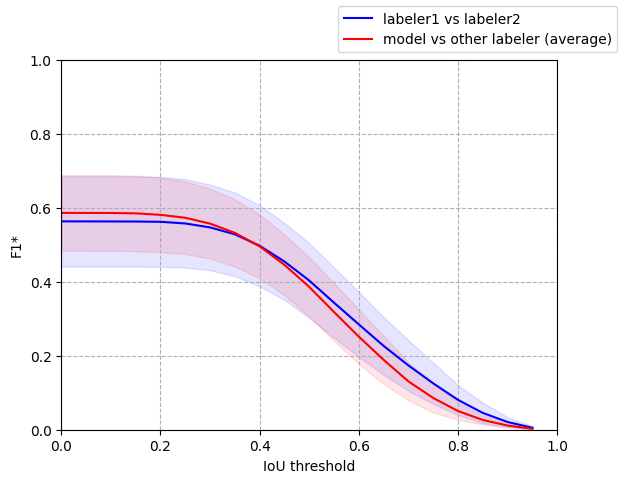 labeler1 vs labeler2
model vs other labeler (average)
1.0
0.8
0.6
0.4
0.2
0.0
F1*
0.0 0.2 0.4 0.6 0.8 1.0
IoU threshold